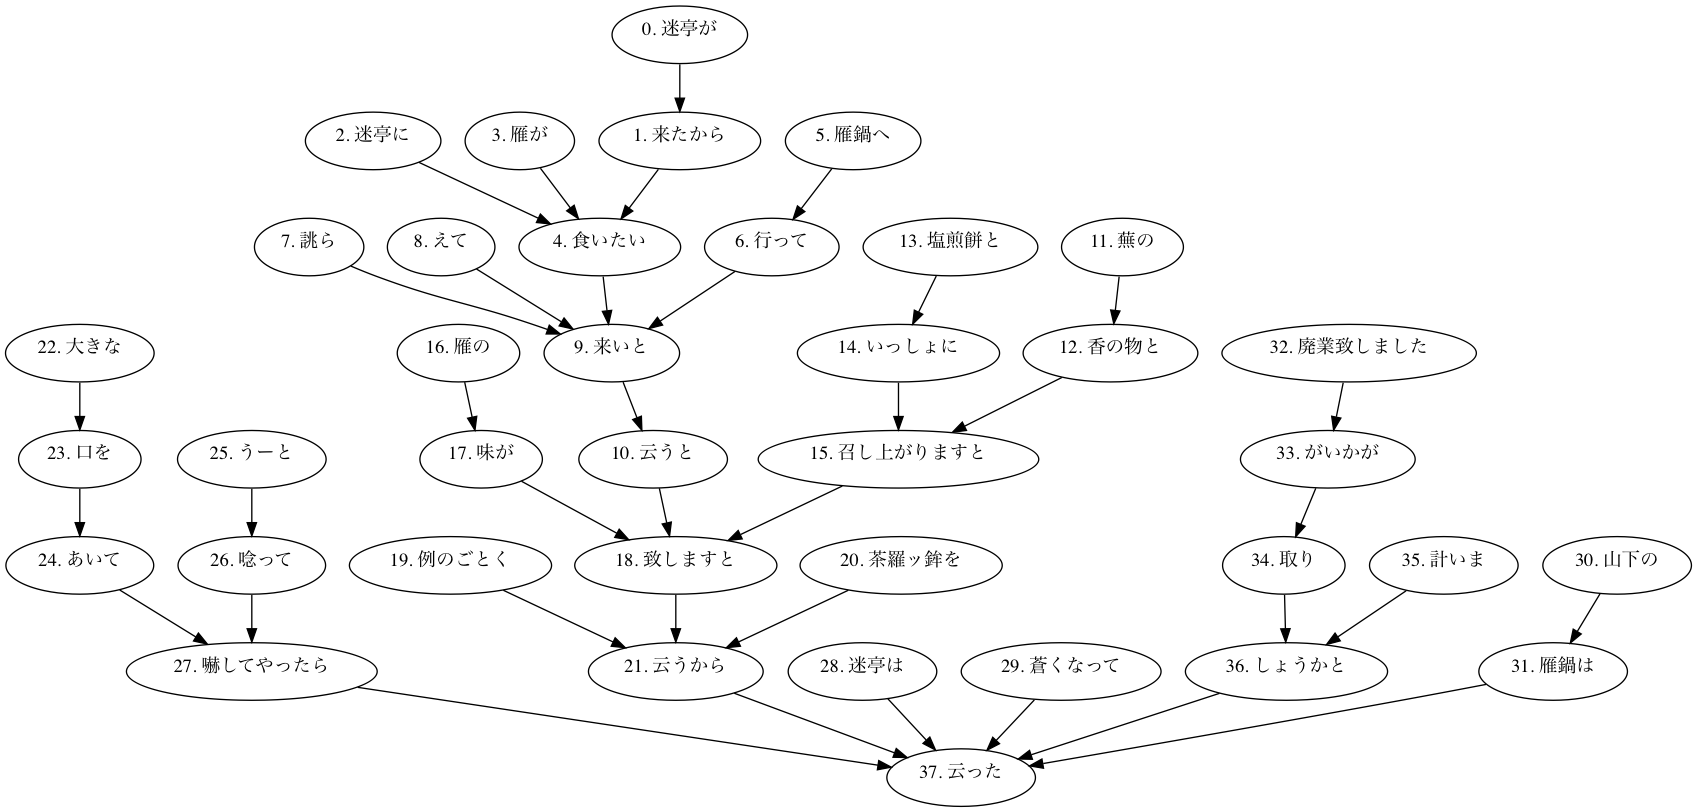 0. 迷亭が
2. 迷亭に
3. 雁が
1. 来たから
5. 雁鍋へ
7. 誂ら
8. えて
4. 食いたい
6. 行って
13. 塩煎餅と
11. 蕪の
22. 大きな
16. 雁の
9. 来いと
14. いっしょに
12. 香の物と
32. 廃業致しました
23. 口を
25. うーと
17. 味が
10. 云うと
15. 召し上がりますと
33. がいかが
24. あいて
26. 唸って
19. 例のごとく
18. 致しますと
20. 茶羅ッ鉾を
34. 取り
35. 計いま
30. 山下の
27. 嚇してやったら
21. 云うから
28. 迷亭は
29. 蒼くなって
36. しょうかと
31. 雁鍋は
37. 云った